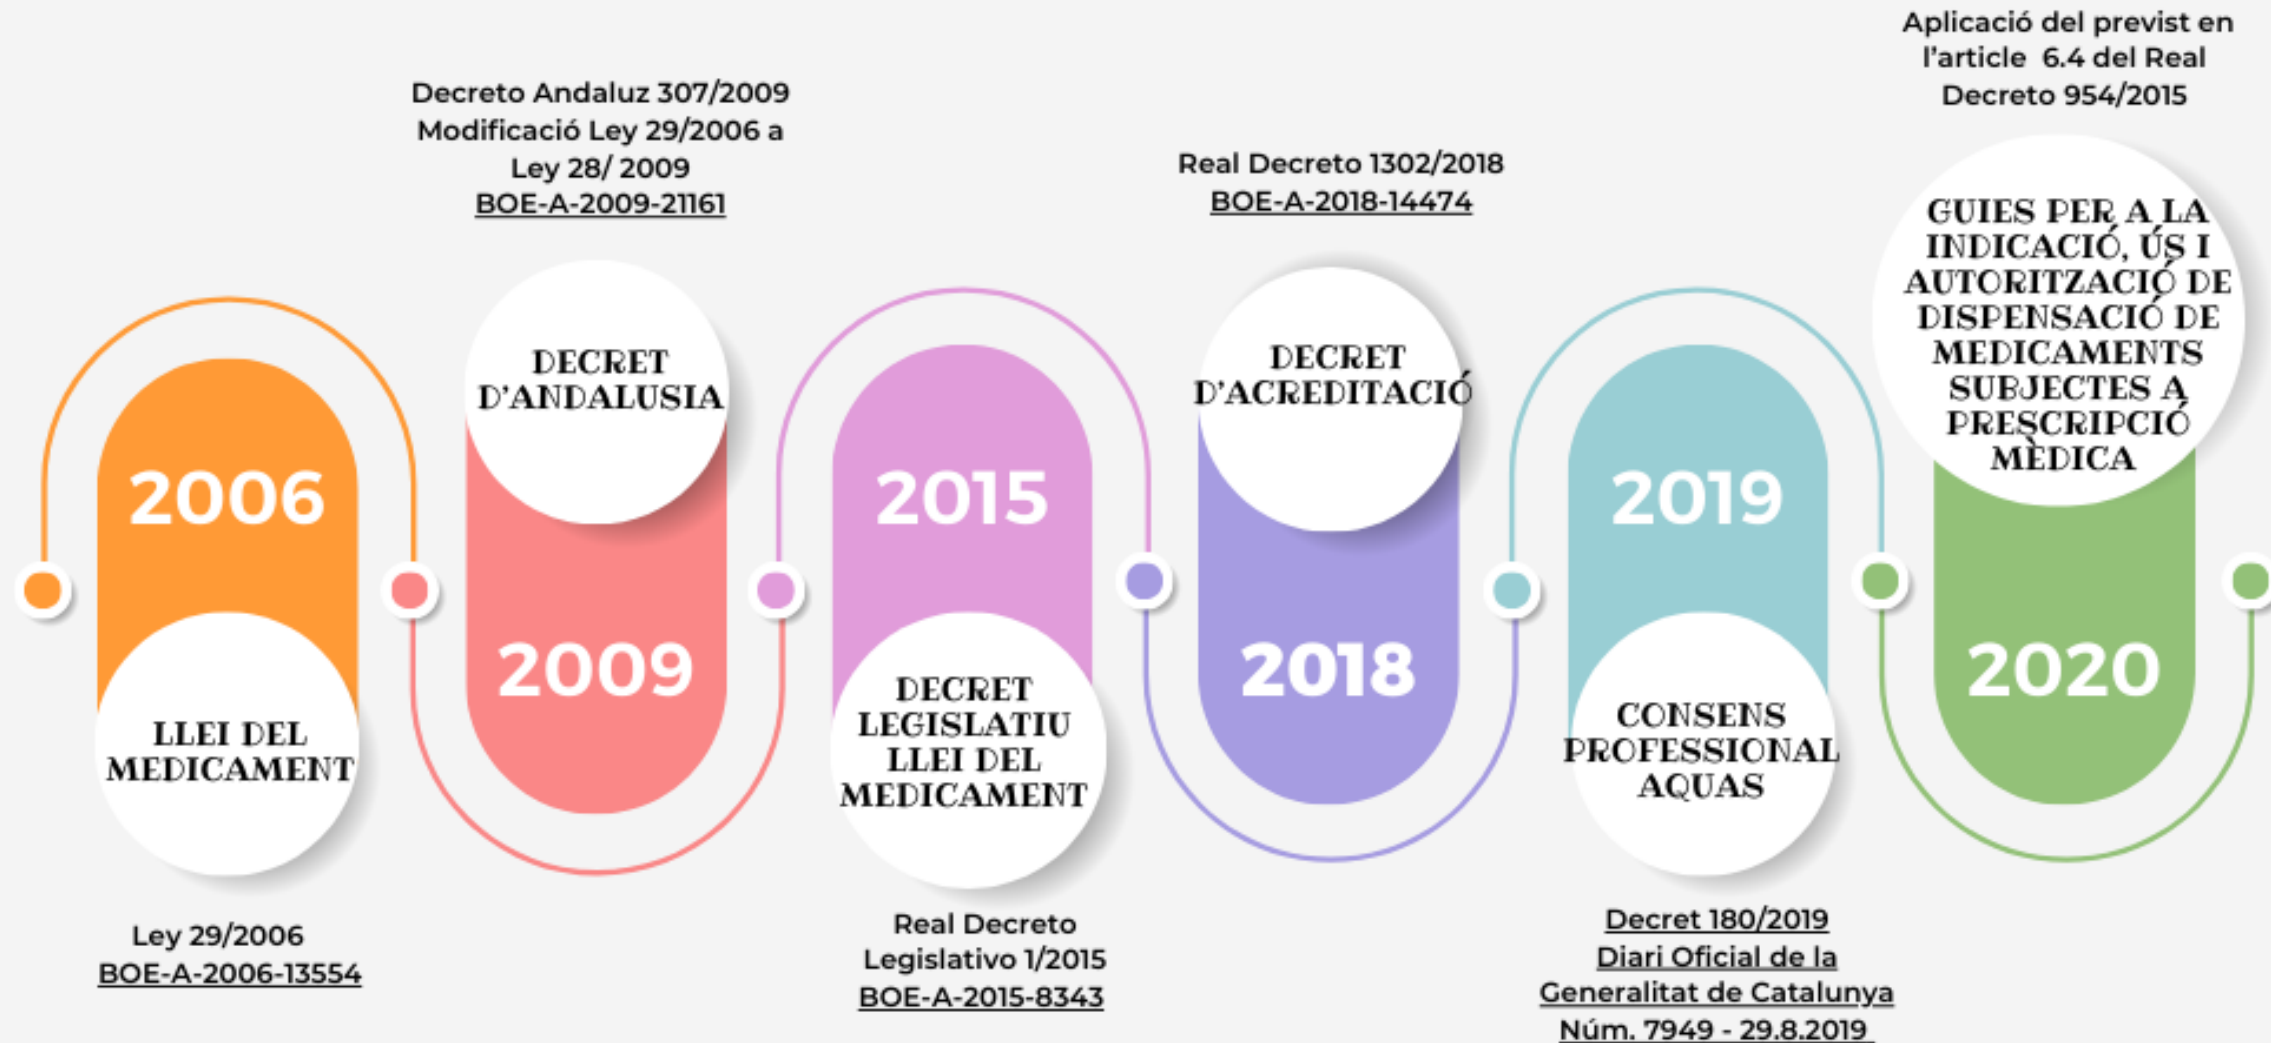 2006
LLEI DEL
MEDICAMENT
Ley 29/2006
BOE-A-2006-13554
Decreto Andaluz 307/2009
Modificació Ley 29/2006 a
Ley 28/ 2009
BOE-A-2009-21161
DECRET
D'ANDALUSIA
2009
2015
DECRET
LEGISLATIU
LLEI DEL
MEDICAMENT
Real Decreto
Legislativo 1/2015
BOE-A-2015-8343
Real Decreto 1302/2018
BOE-A-2018-14474
DECRET
D'ACREDITACIÓ
2018
2019
CONSENS
PROFESSIONAL
AQUAS
Decret 180/2019
Diari Oficial de la
Generalitat de Catalunya
Núm. 7949 - 29.8.2019
Aplicació del previst en
l'article 6.4 del Real
Decreto 954/2015
GUIES PER A LA
INDICACIÓ, ÚS I
AUTORITZACIÓ DE
DISPENSACIÓ DE
MEDICAMENTS
SUBJECTES A
PRESCRIPCIÓ
MÈDICA
2020